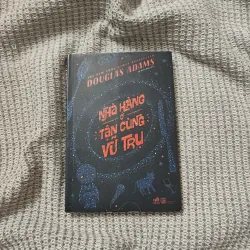 DOUGLAS ADAMS
NHÀ HÀNG
Ở
TẬN CÙNG
VŨ TRỤ